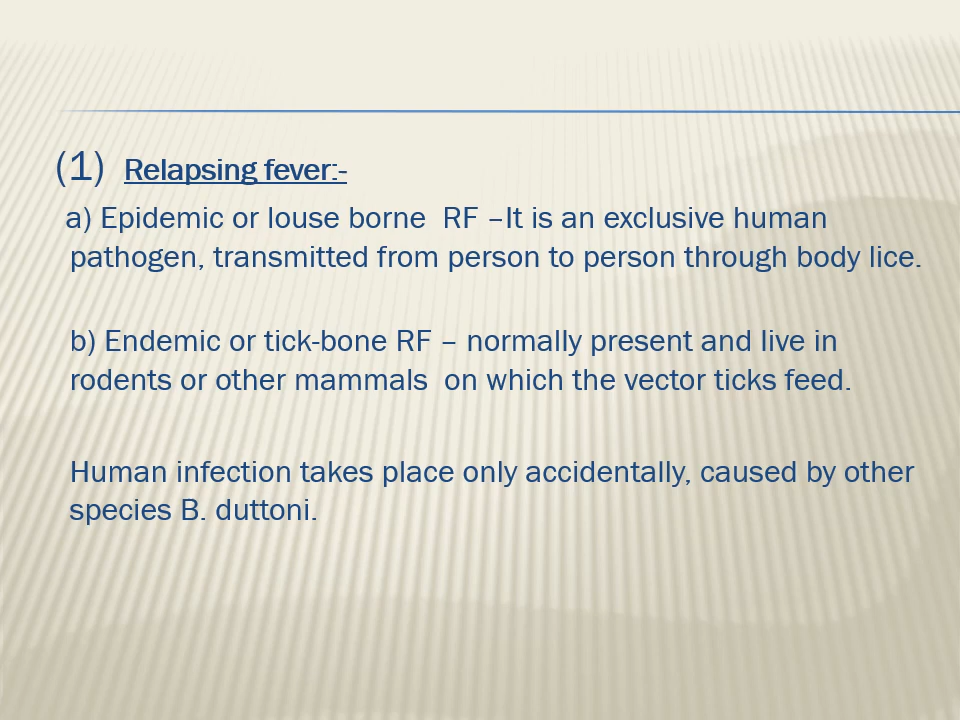 (1) Relapsing fever:-
a) Epidemic or louse borne RF –It is an exclusive human
pathogen, transmitted from person to person through body lice.
b) Endemic or tick-bone RF – normally present and live in
rodents or other mammals on which the vector ticks feed.
Human infection takes place only accidentally, caused by other
species B. duttoni.